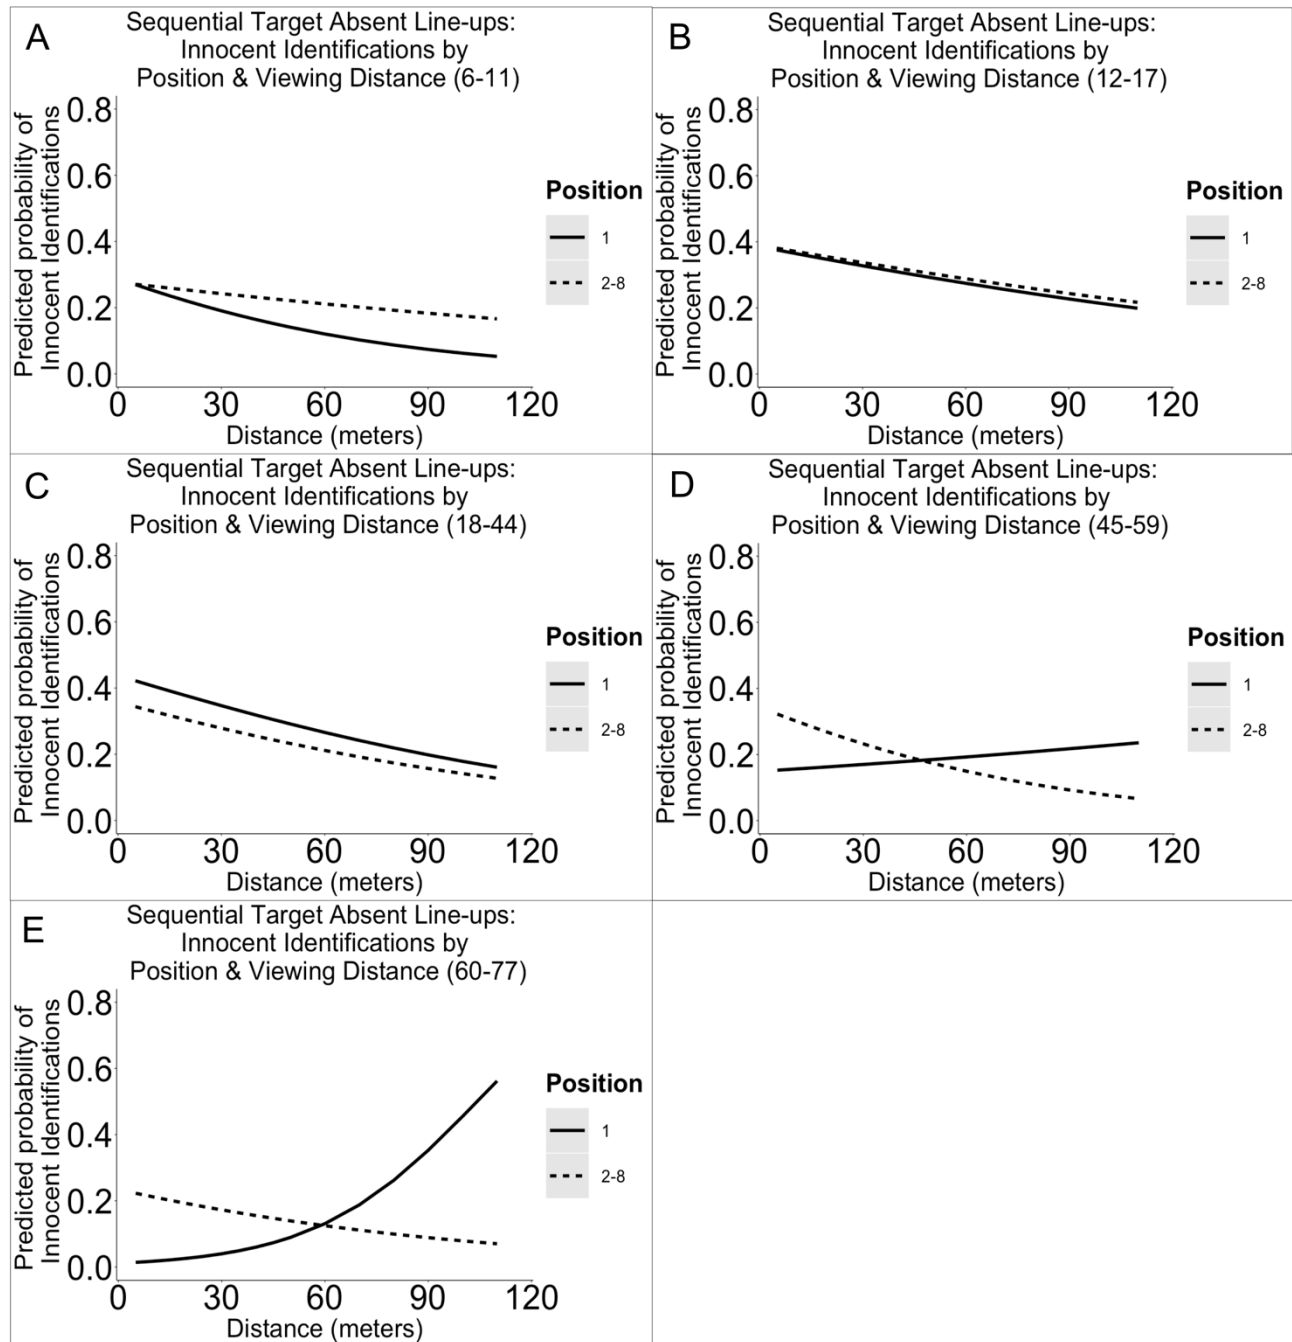 A
Sequential Target Absent Line-ups:
Innocent Identifications by
Position & Viewing Distance (6-11)
Predicted probability of
Innocent Identifications
0.8
0.6
0.4
0.2
0.0
0
30
60
90
120
Distance (meters)
Position
1
2-8
B
Sequential Target Absent Line-ups:
Innocent Identifications by
Position & Viewing Distance (12-17)
Predicted probability of
Innocent Identifications
0.8
0.6
0.4
0.2
0.0
0
30
60
90
120
Distance (meters)
Position
1
2-8
C
Sequential Target Absent Line-ups:
Innocent Identifications by
Position & Viewing Distance (18-44)
Predicted probability of
Innocent Identifications
0.8
0.6
0.4
0.2
0.0
0
30
60
90
120
Distance (meters)
Position
1
2-8
D
Sequential Target Absent Line-ups:
Innocent Identifications by
Position & Viewing Distance (45-59)
Predicted probability of
Innocent Identifications
0.8
0.6
0.4
0.2
0.0
0
30
60
90
120
Distance (meters)
Position
1
2-8
E
Sequential Target Absent Line-ups:
Innocent Identifications by
Position & Viewing Distance (60-77)
Predicted probability of
Innocent Identifications
0.8
0.6
0.4
0.2
0.0
0
30
60
90
120
Distance (meters)
Position
1
2-8